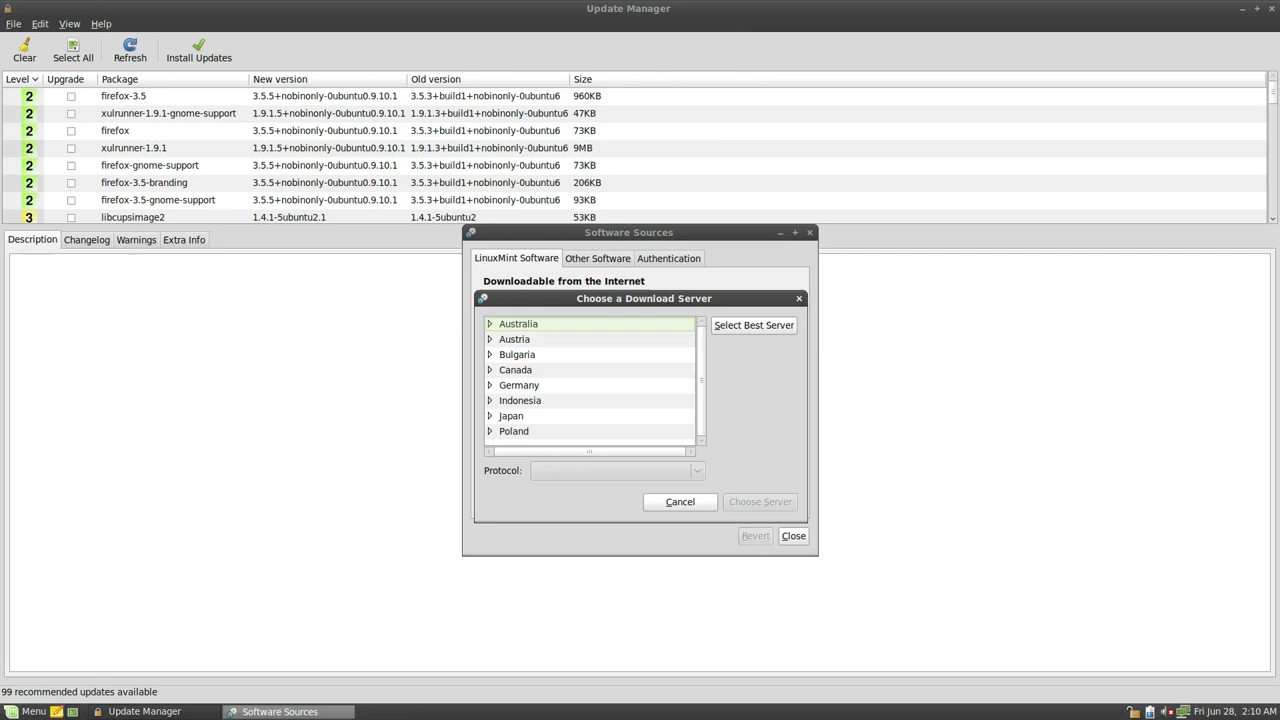 Update Manager
File Edit View Help
Clear Select All Refresh Install Updates
Level Upgrade Package New version Old version Size
2 firefox-3.5 3.5.5+nobinonly-0ubuntu0.9.10.1 3.5.3+build1+nobinonly-0ubuntu6 960KB
2 xulrunner-1.9.1-gnome-support 1.9.1.5+nobinonly-0ubuntu0.9.10.1 1.9.1.3+build1+nobinonly-0ubuntu6 47KB
2 firefox 3.5.5+nobinonly-0ubuntu0.9.10.1 3.5.3+build1+nobinonly-0ubuntu6 73KB
2 xulrunner-1.9.1 1.9.1.5+nobinonly-0ubuntu0.9.10.1 1.9.1.3+build1+nobinonly-0ubuntu6 9MB
2 firefox-gnome-support 3.5.5+nobinonly-0ubuntu0.9.10.1 3.5.3+build1+nobinonly-0ubuntu6 73KB
2 firefox-3.5-branding 3.5.5+nobinonly-0ubuntu0.9.10.1 3.5.3+build1+nobinonly-0ubuntu6 206KB
2 firefox-3.5-gnome-support 3.5.5+nobinonly-0ubuntu0.9.10.1 3.5.3+build1+nobinonly-0ubuntu6 93KB
3 libcupsimage2 1.4.1-5ubuntu2.1 1.4.1-5ubuntu2 53KB
Description Changelog Warnings Extra Info
Software Sources
LinuxMint Software Other Software Authentication
Downloadable from the Internet
Choose a Download Server
Australia
Austria
Bulgaria
Canada
Germany
Indonesia
Japan
Poland
Select Best Server
Protocol:
Cancel Choose Server
Revert Close
99 recommended updates available
Menu Update Manager Software Sources Fri Jun 28, 2:10 AM